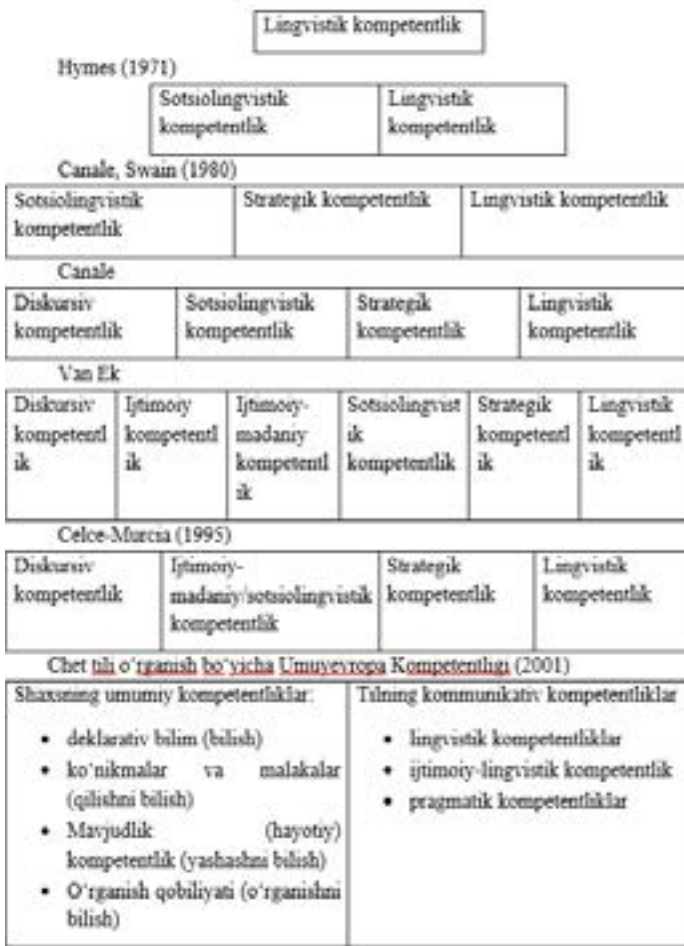 Lingvistik kompetentlik
Hymes (1971)
Sotsiolingvistik
kompetentlik
Lingvistik
kompetentlik
Canale, Swain (1980)
Sotsiolingvistik
kompetentlik
Strategik kompetentlik
Lingvistik kompetentlik
Canale
Diskursiv
kompetentlik
Sotsiolingvistik
kompetentlik
Strategik
kompetentlik
Lingvistik
kompetentlik
Van Ek
Diskursiv
kompetentl
ik
Ijtimoiy
kompetentl
ik
Ijtimoiy-
madaniy
kompetentl
ik
Sotsiolingvist
ik
kompetentlik
Strategik
kompetentl
ik
Lingvistik
kompetentl
ik
Celce-Murcia (1995)
Diskursiv
kompetentlik
Ijtimoiy-
madaniy/sotsiolingvistik
kompetentlik
Strategik
kompetentlik
Lingvistik
kompetentlik
Chet tili o‘rganish bo‘yicha Umuyevropa Kompetentligi (2001)
Shaxsning umumiy kompetentliklar:
• deklarativ bilim (bilish)
• ko‘nikmalar va malakalar
(qilishni bilish)
• Mavjudlik (hayotiy)
kompetentlik (yashashni bilish)
• O‘rganish qobiliyati (o‘rganishni
bilish)
Tilning kommunikativ kompetentliklar
• lingvistik kompetentliklar
• ijtimoiy-lingvistik kompetentlik
• pragmatik kompetentliklar